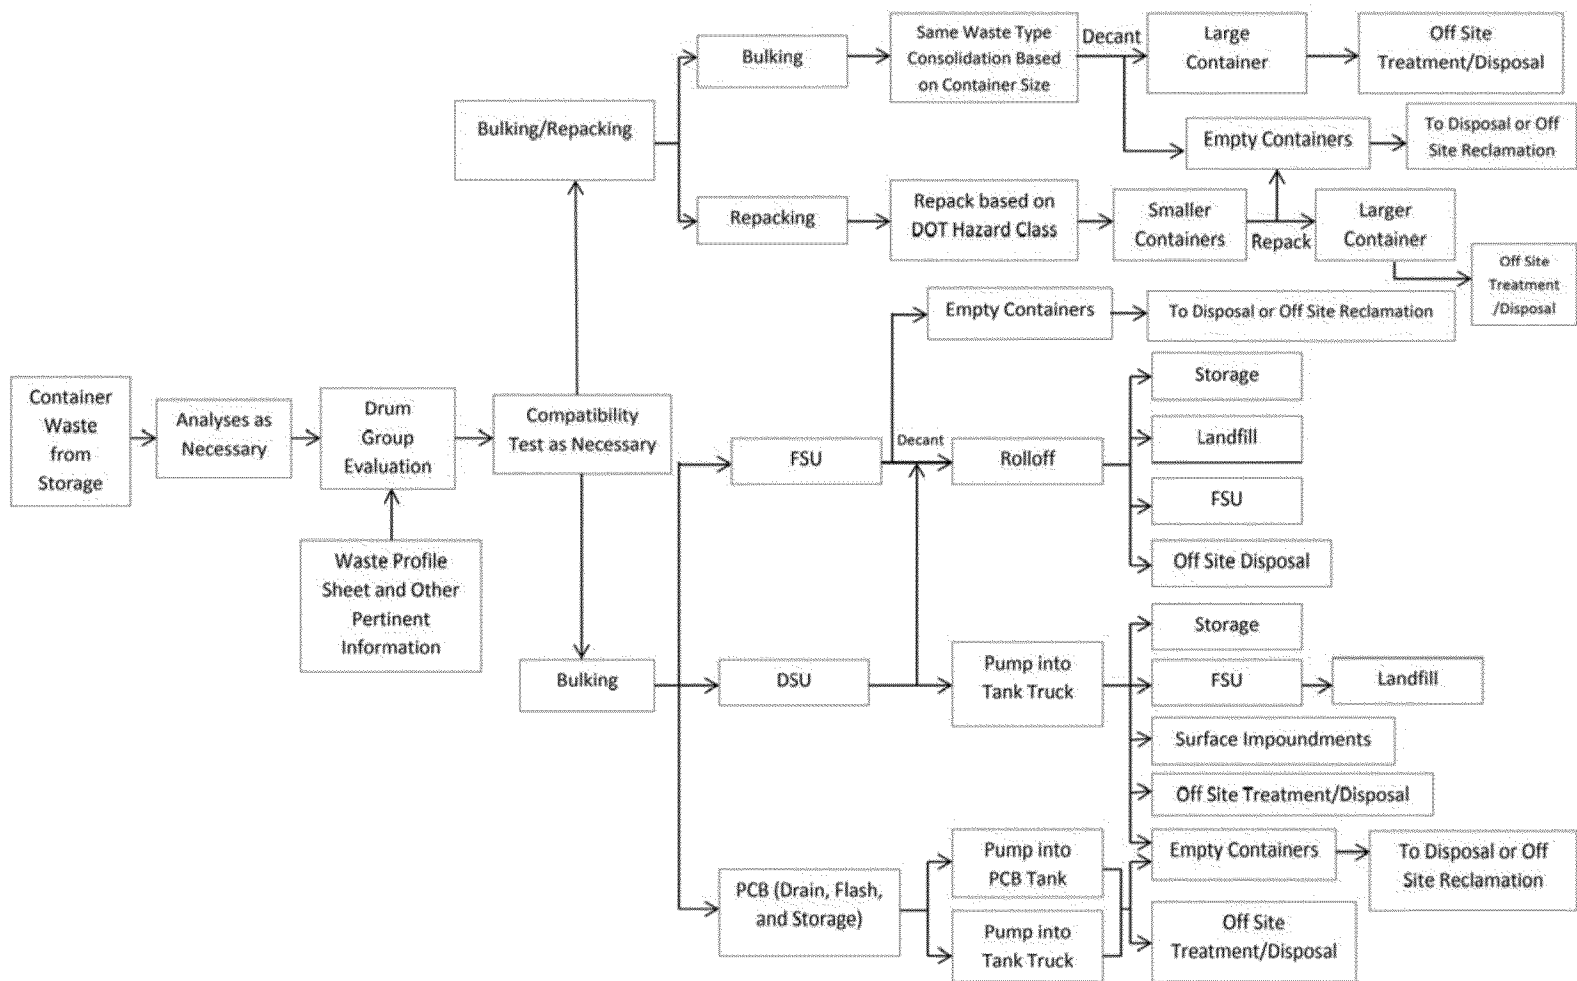 Bulking/Repacking
Bulking
Same Waste Type
Consolidation Based
on Container Size
Decant
Large
Container
Off Site
Treatment/Disposal
Empty Containers
To Disposal or Off
Site Reclamation
Repacking
Repack based on
DOT Hazard Class
Smaller
Containers
Repack
Larger
Container
Off Site
Treatment
/Disposal
Empty Containers
To Disposal or Off Site Reclamation
Container
Waste
from
Storage
Analyses as
Necessary
Drum
Group
Evaluation
Waste Profile
Sheet and Other
Pertinent
Information
Compatibility
Test as Necessary
FSU
Decant
Rolloff
Storage
Landfill
FSU
Off Site Disposal
Bulking
DSU
Pump into
Tank Truck
Storage
FSU
Landfill
Surface Impoundments
Off Site Treatment/Disposal
Empty Containers
To Disposal or Off
Site Reclamation
PCB (Drain, Flash,
and Storage)
Pump into
PCB Tank
Pump into
Tank Truck
Off Site
Treatment/Disposal